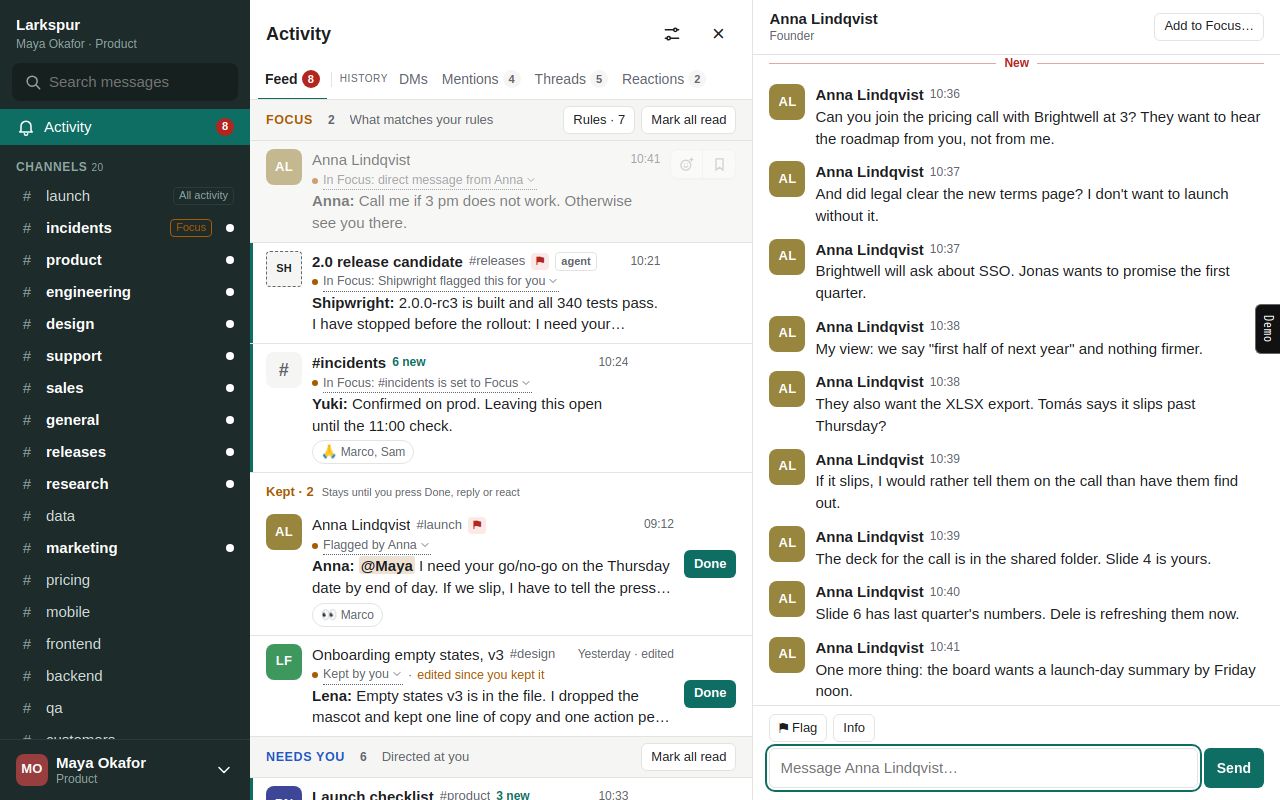 Larkspur
Maya Okafor · Product
Search messages
Activity
8
CHANNELS 20
# launch All activity
# incidents Focus
# product
# engineering
# design
# support
# sales
# general
# releases
# research
# data
# marketing
# pricing
# mobile
# frontend
# backend
# qa
# customers
MO
Maya Okafor
Product
Activity
Feed 8 HISTORY DMs Mentions 4 Threads 5 Reactions 2
FOCUS 2 What matches your rules Rules · 7 Mark all read
AL
Anna Lindqvist 10:41
In Focus: direct message from Anna
Anna: Call me if 3 pm does not work. Otherwise
see you there.
SH
2.0 release candidate #releases agent 10:21
In Focus: Shipwright flagged this for you
Shipwright: 2.0.0-rc3 is built and all 340 tests pass.
I have stopped before the rollout: I need your…
#
#incidents 6 new 10:24
In Focus: #incidents is set to Focus
Yuki: Confirmed on prod. Leaving this open
until the 11:00 check.
🙏 Marco, Sam
Kept · 2 Stays until you press Done, reply or react
AL
Anna Lindqvist #launch 09:12
Flagged by Anna
Anna: @Maya I need your go/no-go on the Thursday
date by end of day. If we slip, I have to tell the press…
Done
👀 Marco
LF
Onboarding empty states, v3 #design Yesterday · edited
Kept by you · edited since you kept it
Lena: Empty states v3 is in the file. I dropped the
mascot and kept one line of copy and one action pe…
Done
NEEDS YOU 6 Directed at you Mark all read
Launch checklist #product 3 new 10:33
Anna Lindqvist
Founder
Add to Focus…
New
AL
Anna Lindqvist 10:36
Can you join the pricing call with Brightwell at 3? They want to hear
the roadmap from you, not from me.
AL
Anna Lindqvist 10:37
And did legal clear the new terms page? I don't want to launch
without it.
AL
Anna Lindqvist 10:37
Brightwell will ask about SSO. Jonas wants to promise the first
quarter.
AL
Anna Lindqvist 10:38
My view: we say "first half of next year" and nothing firmer.
AL
Anna Lindqvist 10:38
They also want the XLSX export. Tomás says it slips past
Thursday?
AL
Anna Lindqvist 10:39
If it slips, I would rather tell them on the call than have them find
out.
AL
Anna Lindqvist 10:39
The deck for the call is in the shared folder. Slide 4 is yours.
AL
Anna Lindqvist 10:40
Slide 6 has last quarter's numbers. Dele is refreshing them now.
AL
Anna Lindqvist 10:41
One more thing: the board wants a launch-day summary by Friday
noon.
Flag Info
Message Anna Lindqvist…
Send
Demo